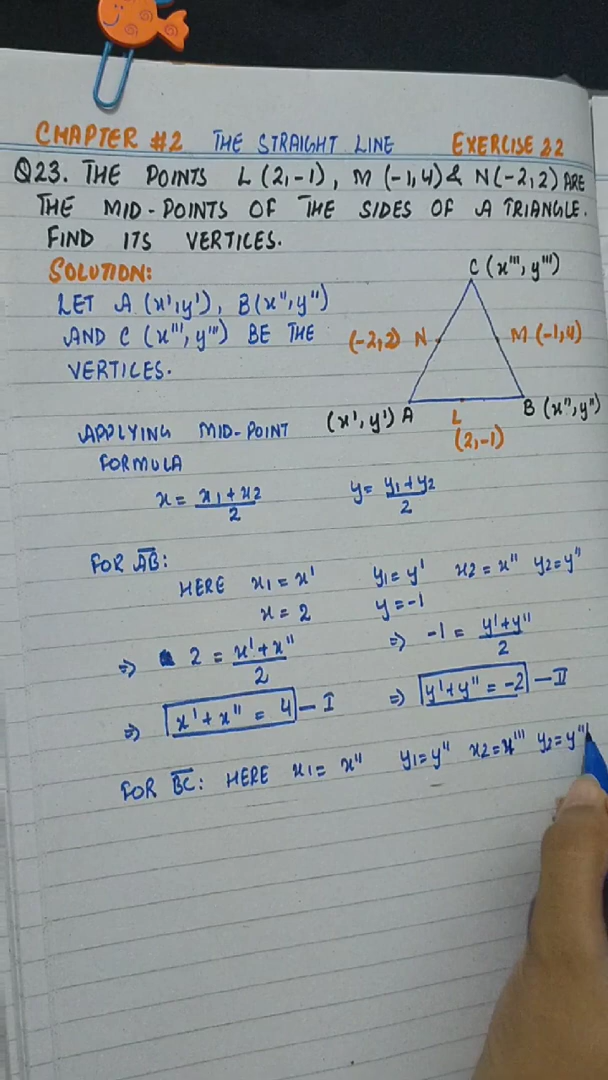 CHAPTER #2 THE STRAIGHT LINE EXERCISE 3.2
Q23. THE POINTS L (2,-1), M (-1,4) & N(-2,2) ARE
THE MID-POINTS OF THE SIDES OF A TRIANGLE.
FIND ITS VERTICES.
SOLUTION:
LET A (x',y'), B(x'',y'')
AND C (x''',y''') BE THE
VERTICES.
C (x''', y''')
(-2,2) N
M (-1,4)
(x', y') A
B (x'',y'')
L
(2,-1)
APPLYING MID-POINT
FORMULA
x = x1+x2/2 y = y1+y2/2
FOR AB:
HERE x1 = x' y1 = y' x2 = x'' y2 = y''
x = 2 y = -1
⇒ 2 = x'+x''/2 ⇒ -1 = y'+y''/2
⇒ x'+x'' = 4 - I ⇒ y'+y'' = -2 - II
FOR BC: HERE x1 = x'' y1 = y'' x2 = x''' y2 = y'''